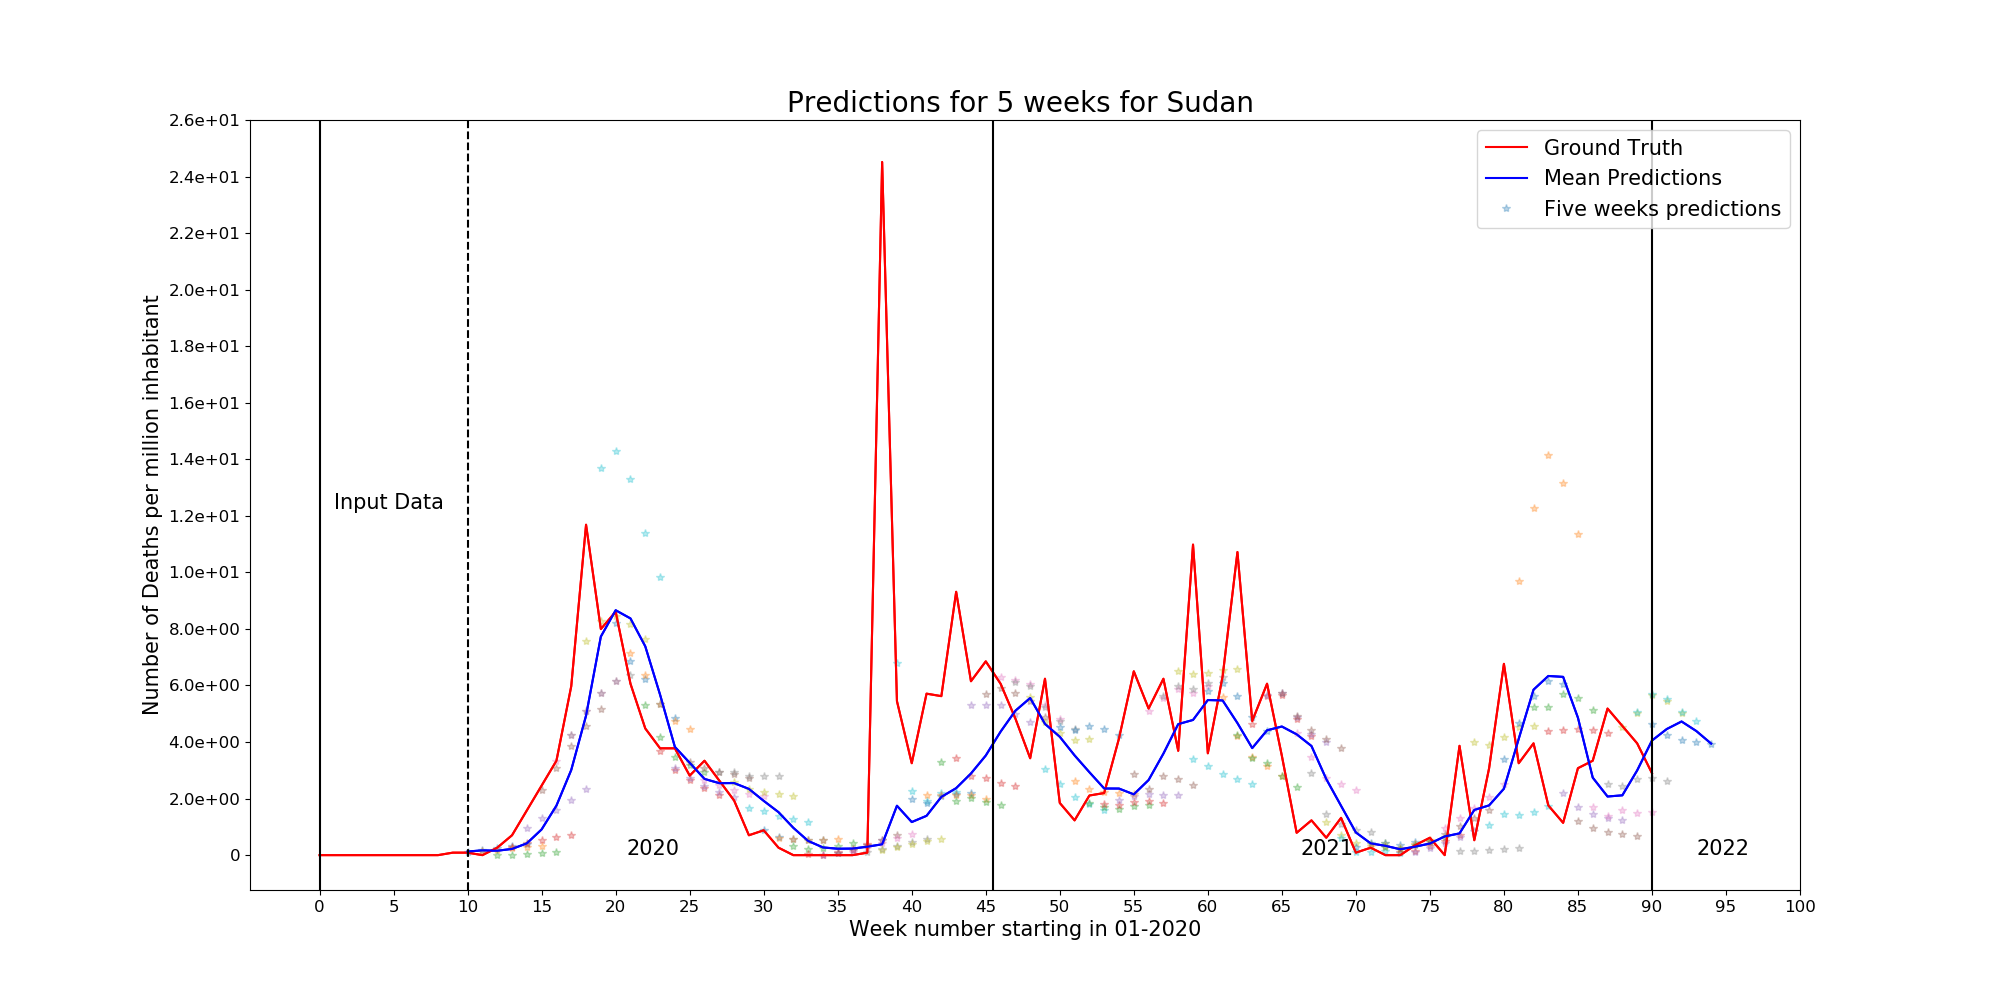 Predictions for 5 weeks for Sudan
2.6e+01
2.4e+01
2.2e+01
2.0e+01
1.8e+01
1.6e+01
1.4e+01
1.2e+01
1.0e+01
8.0e+00
6.0e+00
4.0e+00
2.0e+00
0
Number of Deaths per million inhabitant
Ground Truth
Mean Predictions
Five weeks predictions
Input Data
2020
2021
2022
0 5 10 15 20 25 30 35 40 45 50 55 60 65 70 75 80 85 90 95 100
Week number starting in 01-2020